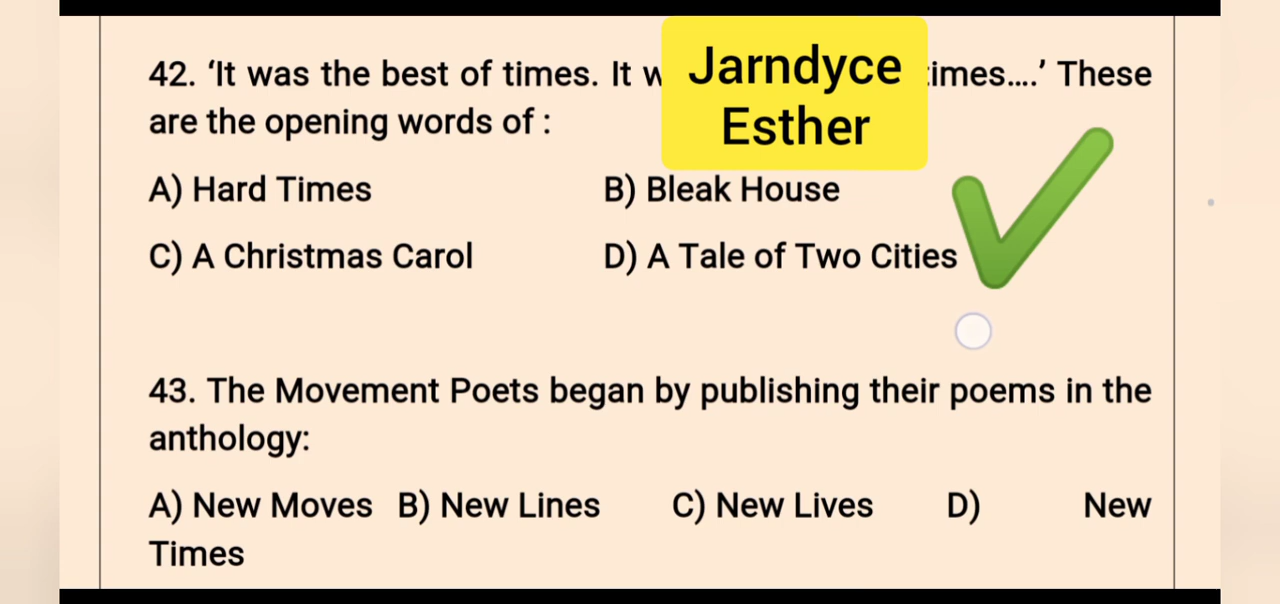 42. ‘It was the best of times. It w
Jarndyce
Esther
imes....’ These
are the opening words of :
A) Hard Times B) Bleak House
C) A Christmas Carol D) A Tale of Two Cities
43. The Movement Poets began by publishing their poems in the
anthology:
A) New Moves B) New Lines C) New Lives D) New
Times